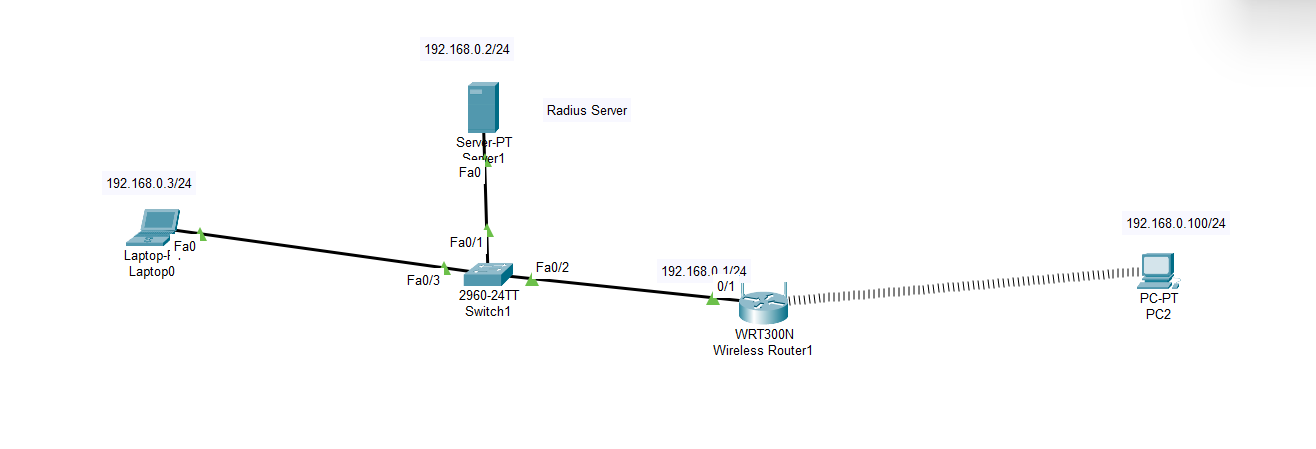 192.168.0.2/24
Radius Server
Server-PT
Server1
Fa0
192.168.0.3/24
Fa0
Laptop0
Fa0/1
Fa0/3
Fa0/2
2960-24TT
Switch1
192.168.0.1/24
0/1
WRT300N
Wireless Router1
192.168.0.100/24
PC-PT
PC2